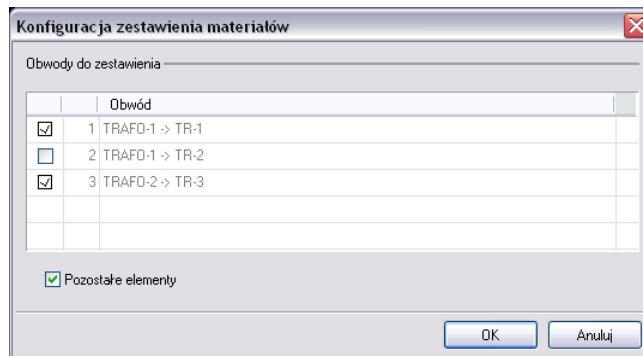 Konfiguracja zestawienia materiałów
Obwody do zestawienia
Obwód
1 TRAFO-1 -> TR-1
2 TRAFO-1 -> TR-2
3 TRAFO-2 -> TR-3
Pozostałe elementy
OK Anuluj